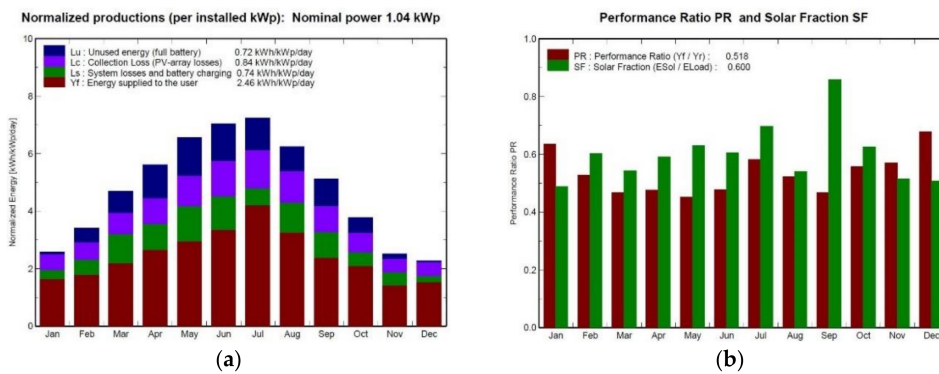 Normalized productions (per installed kWp): Nominal power 1.04 kWp
10
8
6
4
2
0
Normalized Energy [kWh/kWp/day]
Lu : Unused energy (full battery) 0.72 kWh/kWp/day
Lc : Collection Loss (PV-array losses) 0.84 kWh/kWp/day
Ls : System losses and battery charging 0.74 kWh/kWp/day
Yf : Energy supplied to the user 2.46 kWh/kWp/day
Jan Feb Mar Apr May Jun Jul Aug Sep Oct Nov Dec
(a)
Performance Ratio PR and Solar Fraction SF
1.0
0.8
0.6
0.4
0.2
0.0
Performance Ratio PR
PR : Performance Ratio (Yf / Yr) : 0.518
SF : Solar Fraction (ESol / ELoad) : 0.600
Jan Feb Mar Apr May Jun Jul Aug Sep Oct Nov Dec
(b)